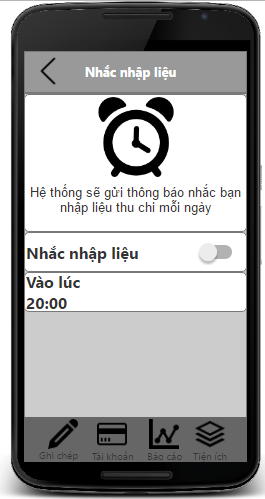 Nhắc nhập liệu
Hệ thống sẽ gửi thông báo nhắc bạn
nhập liệu thu chi mỗi ngày
Nhắc nhập liệu
Vào lúc
20:00
Ghi chép Tài khoản Báo cáo Tiện ích